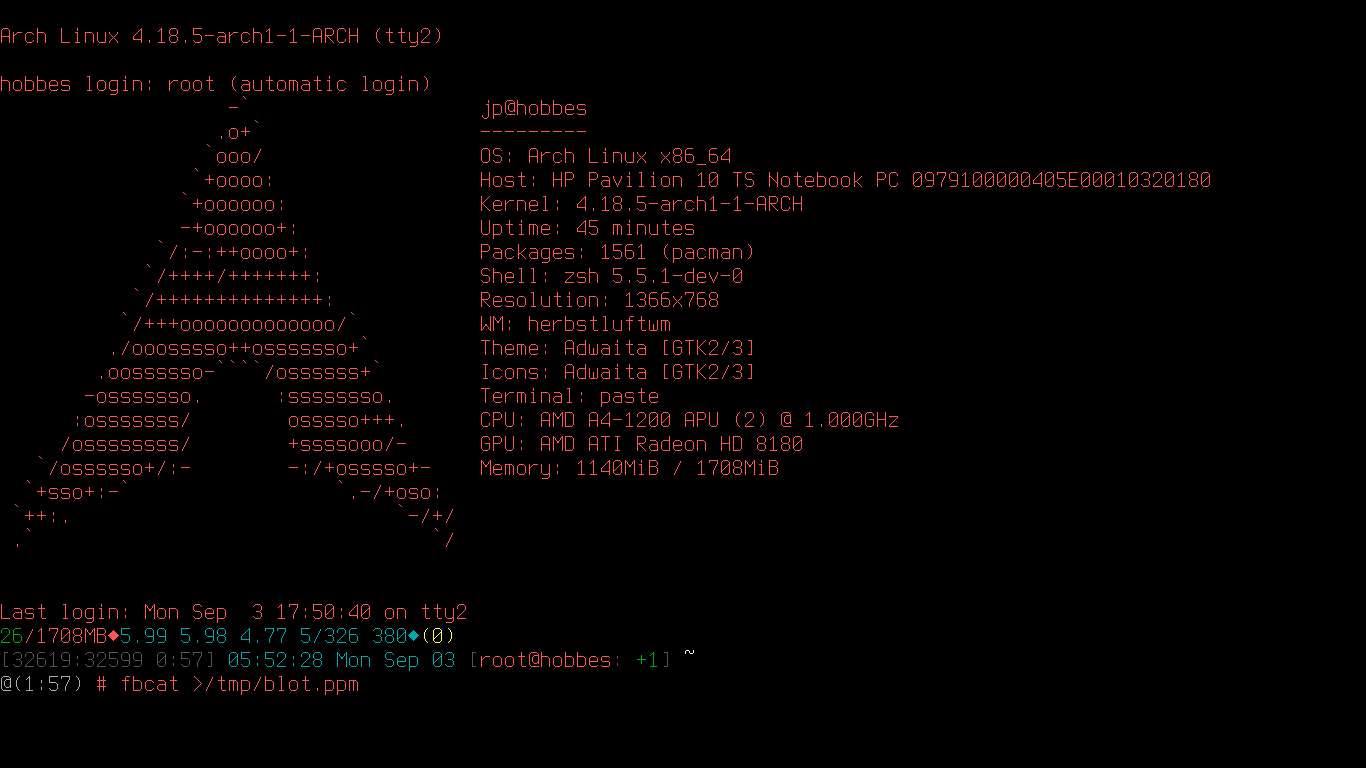 Arch Linux 4.18.5-arch1-1-ARCH (tty2)

hobbes login: root (automatic login)
                   -`                    jp@hobbes
                  .o+`                   ---------
                 `ooo/                   OS: Arch Linux x86_64
                `+oooo:                  Host: HP Pavilion 10 TS Notebook PC 0979100000405E00010320180
               `+oooooo:                 Kernel: 4.18.5-arch1-1-ARCH
               -+oooooo+:                Uptime: 45 minutes
             `/:-:++oooo+:               Packages: 1561 (pacman)
            `/++++/+++++++:              Shell: zsh 5.5.1-dev-0
           `/++++++++++++++:             Resolution: 1366x768
          `/+++ooooooooooooo/`           WM: herbstluftwm
         ./ooosssso++osssssso+`          Theme: Adwaita [GTK2/3]
        .oossssso-````/ossssss+`         Icons: Adwaita [GTK2/3]
       -osssssso.      :ssssssso.        Terminal: paste
      :osssssss/        osssso+++.       CPU: AMD A4-1200 APU (2) @ 1.000GHz
     /ossssssss/        +ssssooo/-       GPU: AMD ATI Radeon HD 8180
   `/ossssso+/:-        -:/+osssso+-     Memory: 1140MiB / 1708MiB
  `+sso+:-`                 `.-/+oso:
 `++:.                           `-/+/
 .`                                 `/

Last login: Mon Sep  3 17:50:40 on tty2
26/1708MB◆5.99 5.98 4.77 5/326 380◆(0)
[32619:32599 0:57] 05:52:28 Mon Sep 03 [root@hobbes: +1] ~
@(1:57) # fbcat >/tmp/blot.ppm